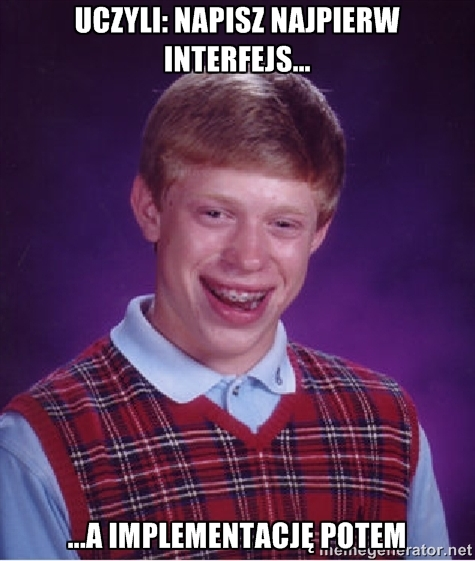 UCZYLI: NAPISZ NAJPIERW
INTERFEJS...
...A IMPLEMENTACJĘ POTEM
memegenerator.net